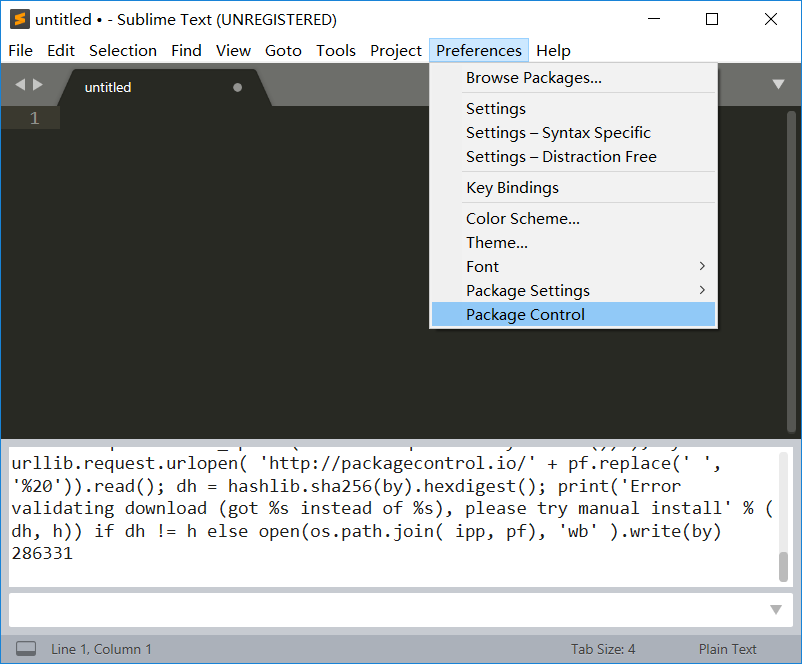 untitled • - Sublime Text (UNREGISTERED)
File Edit Selection Find View Goto Tools Project Preferences Help
untitled
1
Browse Packages...
Settings
Settings – Syntax Specific
Settings – Distraction Free
Key Bindings
Color Scheme...
Theme...
Font
Package Settings
Package Control
urllib.request.urlopen( 'http://packagecontrol.io/' + pf.replace(' ',
'%20')).read(); dh = hashlib.sha256(by).hexdigest(); print('Error
validating download (got %s instead of %s), please try manual install' % (
dh, h)) if dh != h else open(os.path.join( ipp, pf), 'wb' ).write(by)
286331
Line 1, Column 1 Tab Size: 4 Plain Text